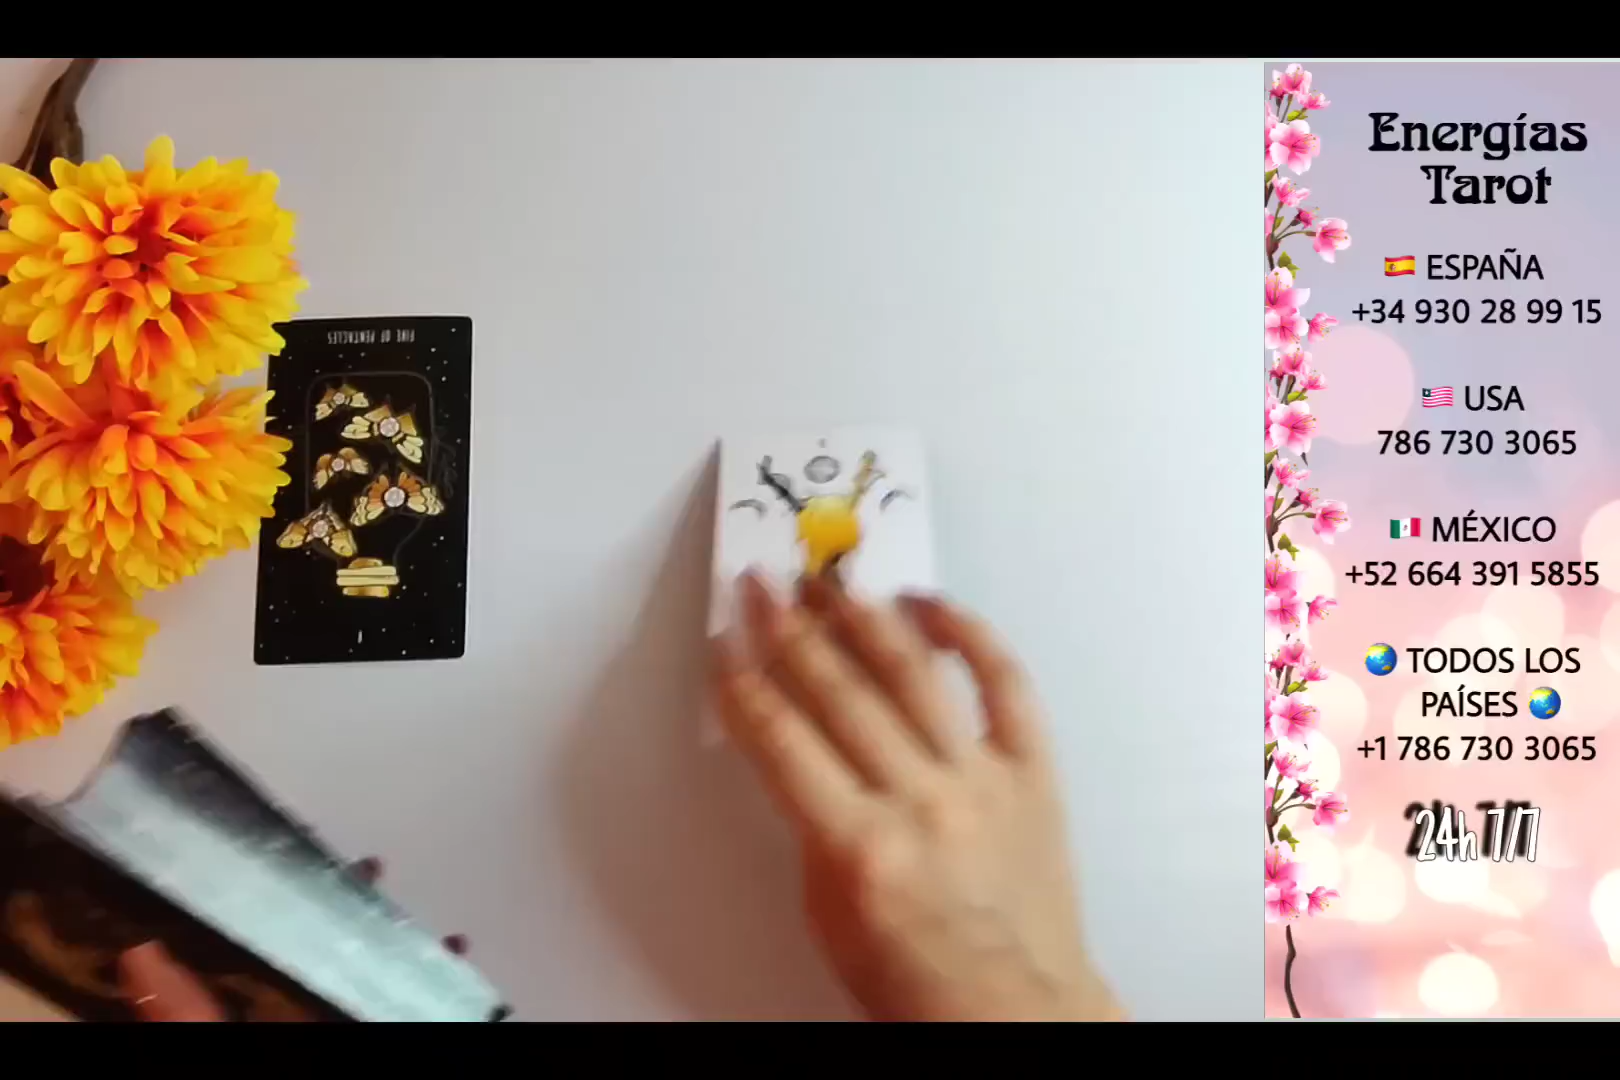 FIVE OF PENTACLES
Energías
Tarot
ESPAÑA
+34 930 28 99 15
USA
786 730 3065
MÉXICO
+52 664 391 5855
TODOS LOS
PAÍSES
+1 786 730 3065
24h 7/7